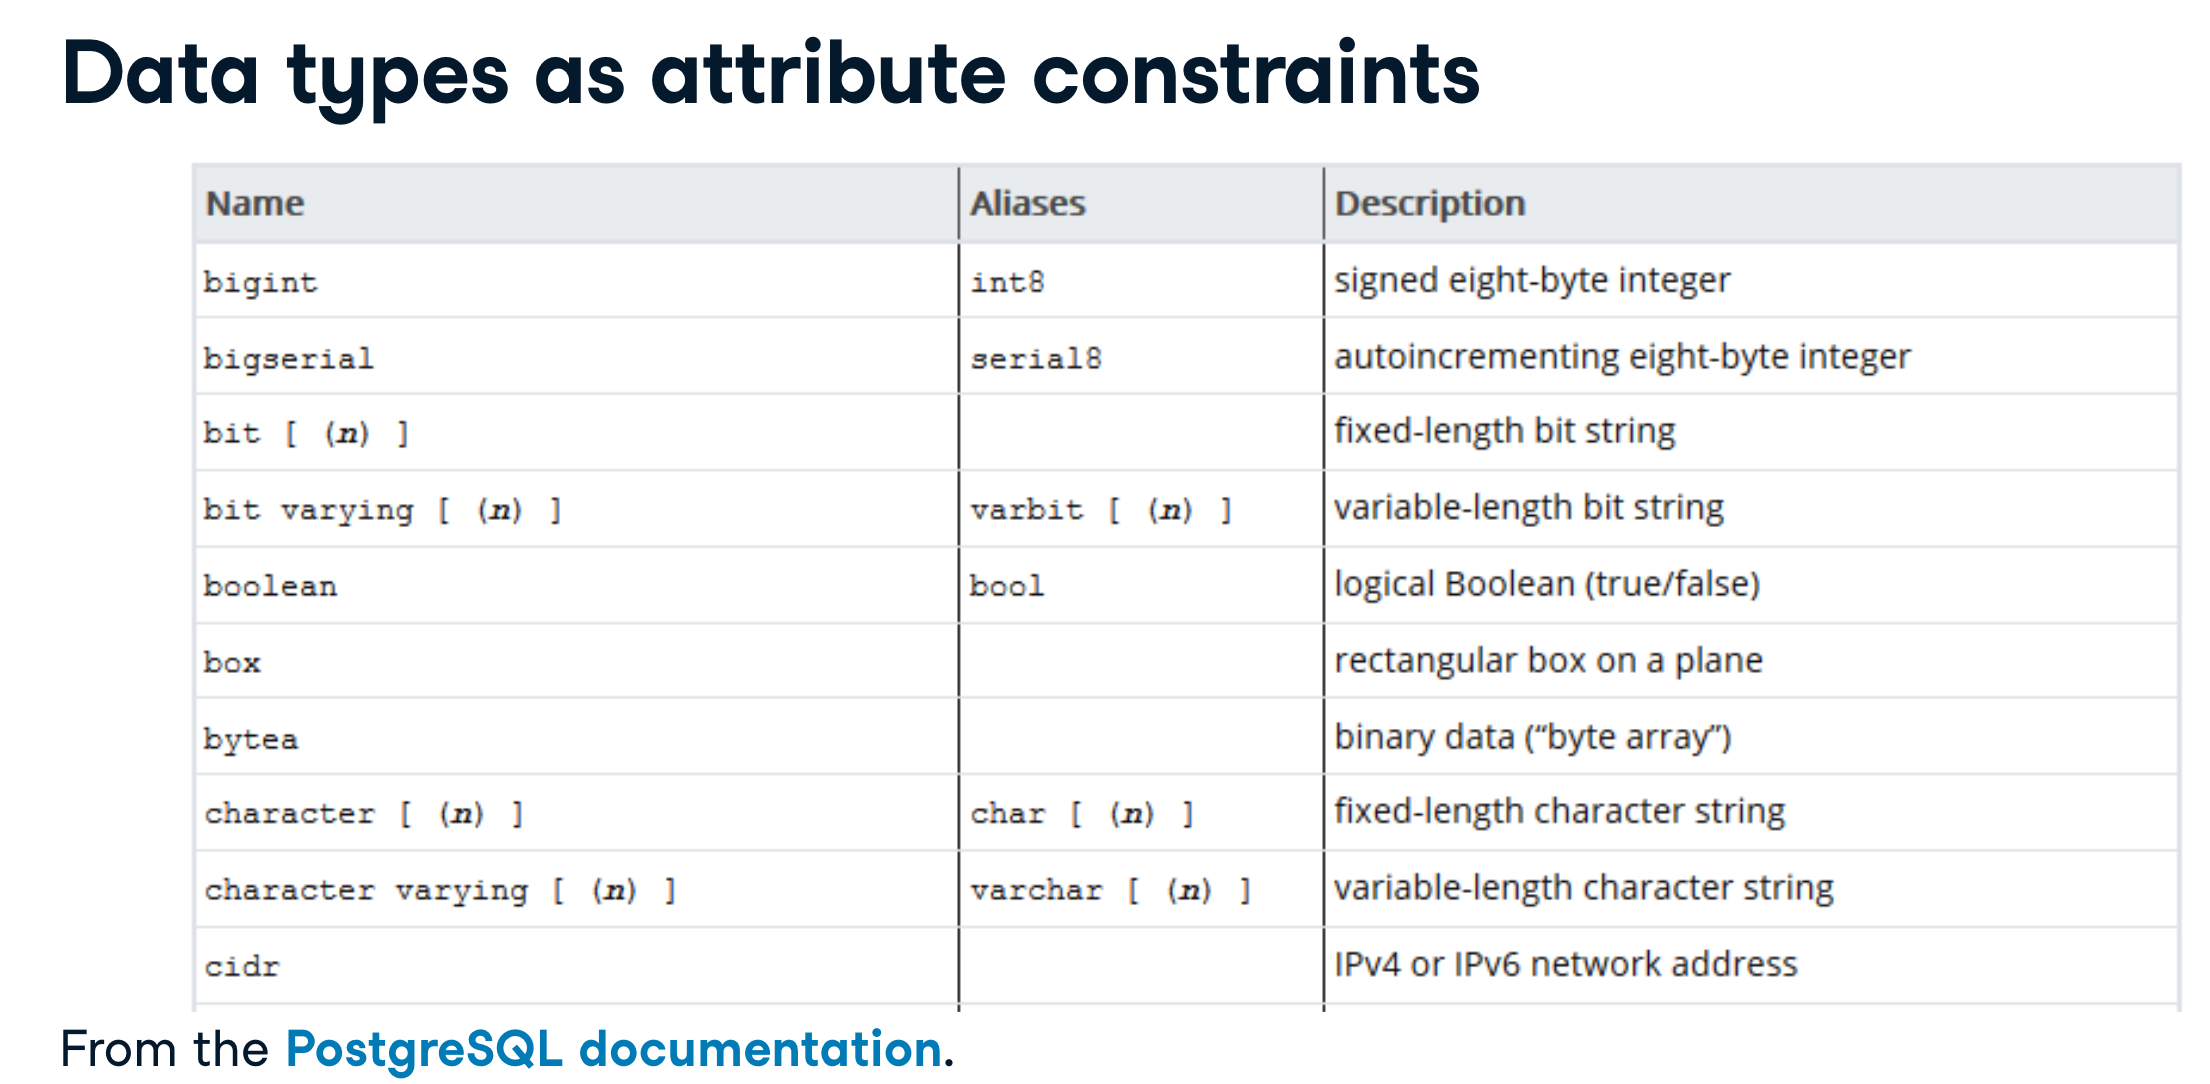 Data types as attribute constraints
Name Aliases Description
bigint int8 signed eight-byte integer
bigserial serial8 autoincrementing eight-byte integer
bit [ (n) ] fixed-length bit string
bit varying [ (n) ] varbit [ (n) ] variable-length bit string
boolean bool logical Boolean (true/false)
box rectangular box on a plane
bytea binary data (“byte array”)
character [ (n) ] char [ (n) ] fixed-length character string
character varying [ (n) ] varchar [ (n) ] variable-length character string
cidr IPv4 or IPv6 network address
From the PostgreSQL documentation.